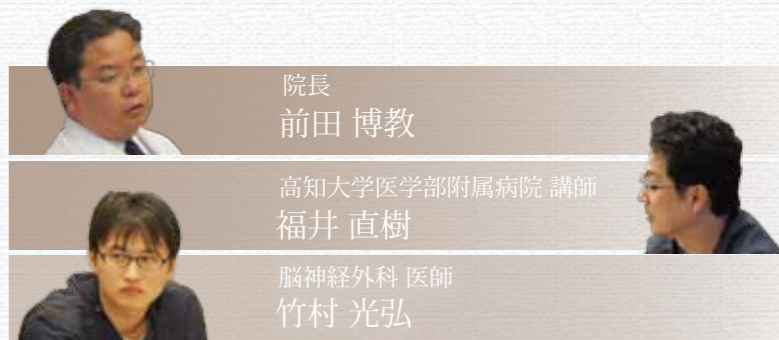 院長
前田 博教
高知大学医学部附属病院 講師
福井 直樹
脳神経外科 医師
竹村 光弘